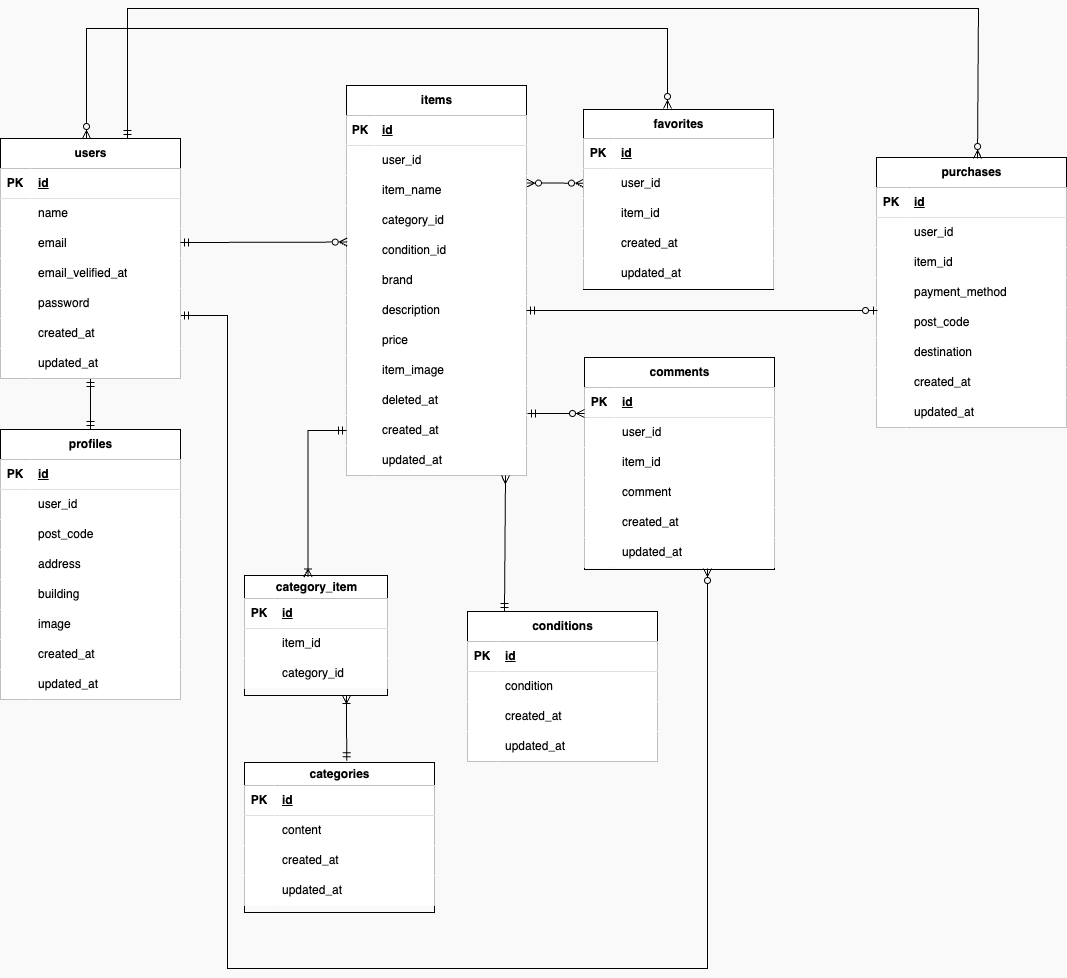 users
PK id
name
email
email_velified_at
password
created_at
updated_at
profiles
PK id
user_id
post_code
address
building
image
created_at
updated_at
items
PK id
user_id
item_name
category_id
condition_id
brand
description
price
item_image
deleted_at
created_at
updated_at
category_item
PK id
item_id
category_id
categories
PK id
content
created_at
updated_at
favorites
PK id
user_id
item_id
created_at
updated_at
comments
PK id
user_id
item_id
comment
created_at
updated_at
conditions
PK id
condition
created_at
updated_at
purchases
PK id
user_id
item_id
payment_method
post_code
destination
created_at
updated_at